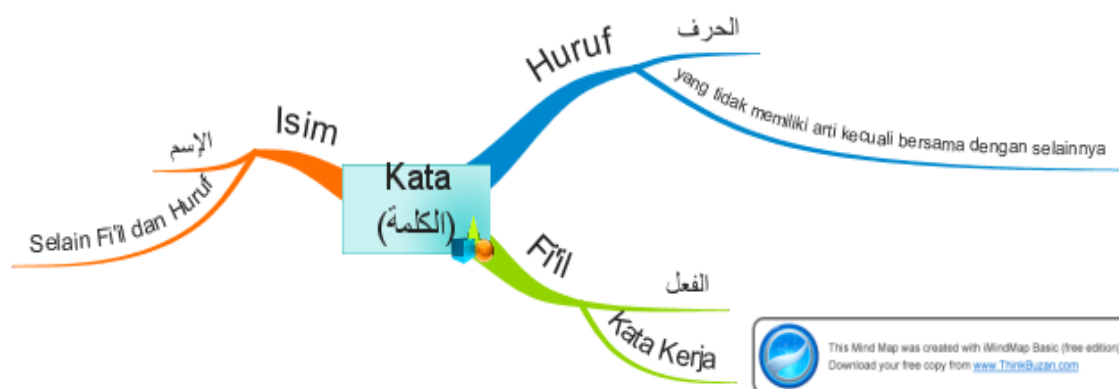 Kata
(الكلمة)
Huruf
الحرف
yang tidak memiliki arti kecuali bersama dengan selainnya
Isim
الإسم
Selain Fi'il dan Huruf
Fi'il
الفعل
Kata Kerja
This Mind Map was created with iMindMap Basic (free edition)
Download your free copy from www.ThinkBuzan.com